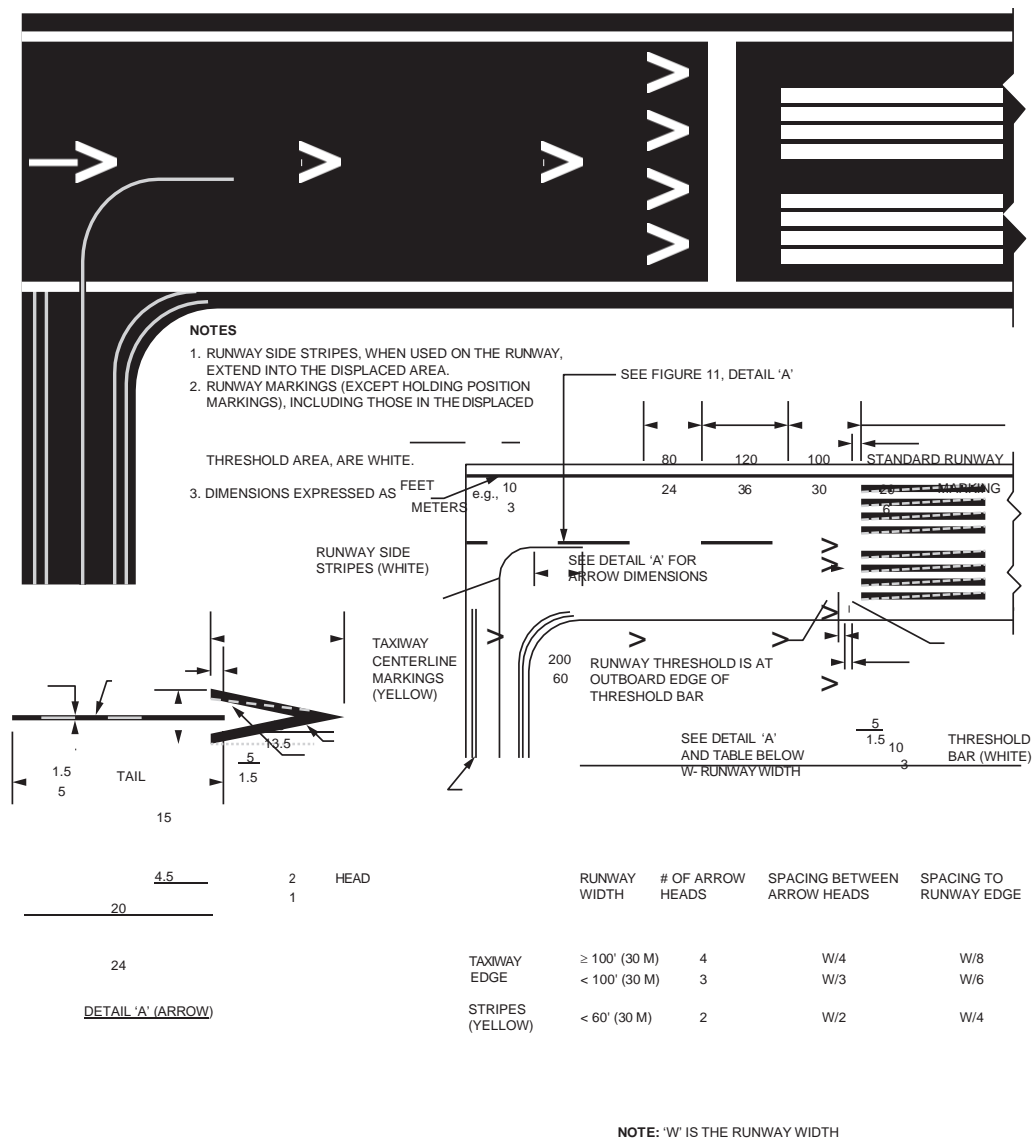 NOTES
1. RUNWAY SIDE STRIPES, WHEN USED ON THE RUNWAY,
EXTEND INTO THE DISPLACED AREA.
2. RUNWAY MARKINGS (EXCEPT HOLDING POSITION
MARKINGS), INCLUDING THOSE IN THE DISPLACED
THRESHOLD AREA, ARE WHITE.
3. DIMENSIONS EXPRESSED AS FEET
METERS
e.g., 10
3
SEE FIGURE 11, DETAIL ‘A’
80 120 100 STANDARD RUNWAY
24 36 30 20 MARKING
6
RUNWAY SIDE
STRIPES (WHITE)
SEE DETAIL ‘A’ FOR
ARROW DIMENSIONS
TAXIWAY
CENTERLINE
MARKINGS
(YELLOW)
200
60
RUNWAY THRESHOLD IS AT
OUTBOARD EDGE OF
THRESHOLD BAR
SEE DETAIL ‘A’
AND TABLE BELOW
W- RUNWAY WIDTH
5
1.5
10
3
THRESHOLD
BAR (WHITE)
13.5
5
1.5
1.5
5
TAIL
15
4.5
2
1
HEAD
20
24
DETAIL ‘A’ (ARROW)
RUNWAY WIDTH # OF ARROW HEADS SPACING BETWEEN ARROW HEADS SPACING TO RUNWAY EDGE
TAXIWAY
EDGE
STRIPES
(YELLOW)
≥ 100’ (30 M) 4 W/4 W/8
< 100’ (30 M) 3 W/3 W/6
< 60’ (30 M) 2 W/2 W/4
NOTE: ‘W’ IS THE RUNWAY WIDTH